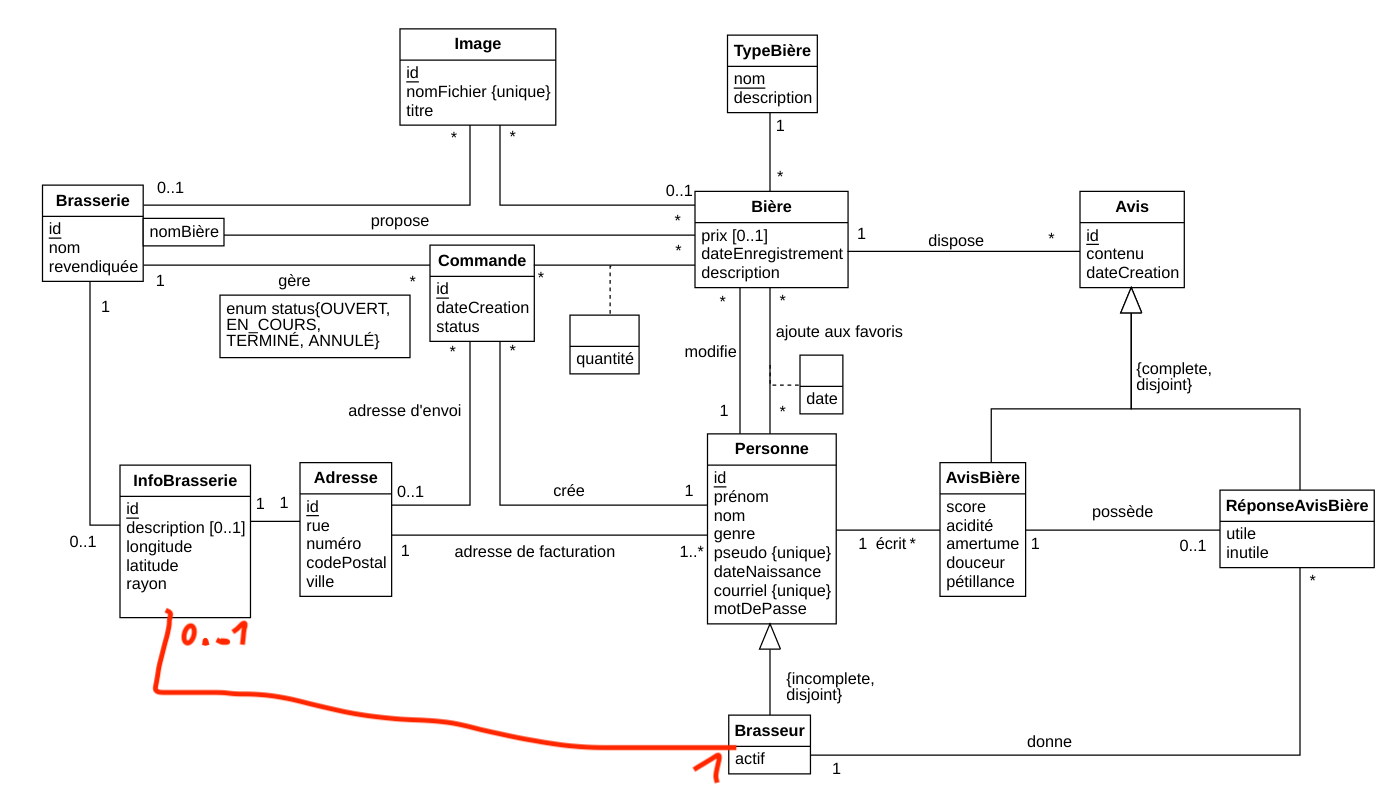 Image
id
nomFichier {unique}
titre
TypeBière
nom
description
*
*
1
*
0..1
0..1
Brasserie
id
nom
revendiquée
nomBière
propose
*
Bière
prix [0..1]
dateEnregistrement
description
1
dispose
*
Avis
id
contenu
dateCreation
1
gère
*
Commande
id
dateCreation
status
*
*
enum status{OUVERT,
EN_COURS,
TERMINÉ, ANNULÉ}
quantité
1
*
*
*
*
modifie
ajoute aux favoris
date
1
*
{complete,
disjoint}
adresse d'envoi
InfoBrasserie
id
description [0..1]
longitude
latitude
rayon
0..1
1
1
Adresse
id
rue
numéro
codePostal
ville
0..1
crée
1
1
adresse de facturation
1..*
Personne
id
prénom
nom
genre
pseudo {unique}
dateNaissance
courriel {unique}
motDePasse
1
écrit
*
AvisBière
score
acidité
amertume
douceur
pétillance
1
possède
0..1
RéponseAvisBière
utile
inutile
*
0..1
{incomplete,
disjoint}
Brasseur
actif
1
1
donne